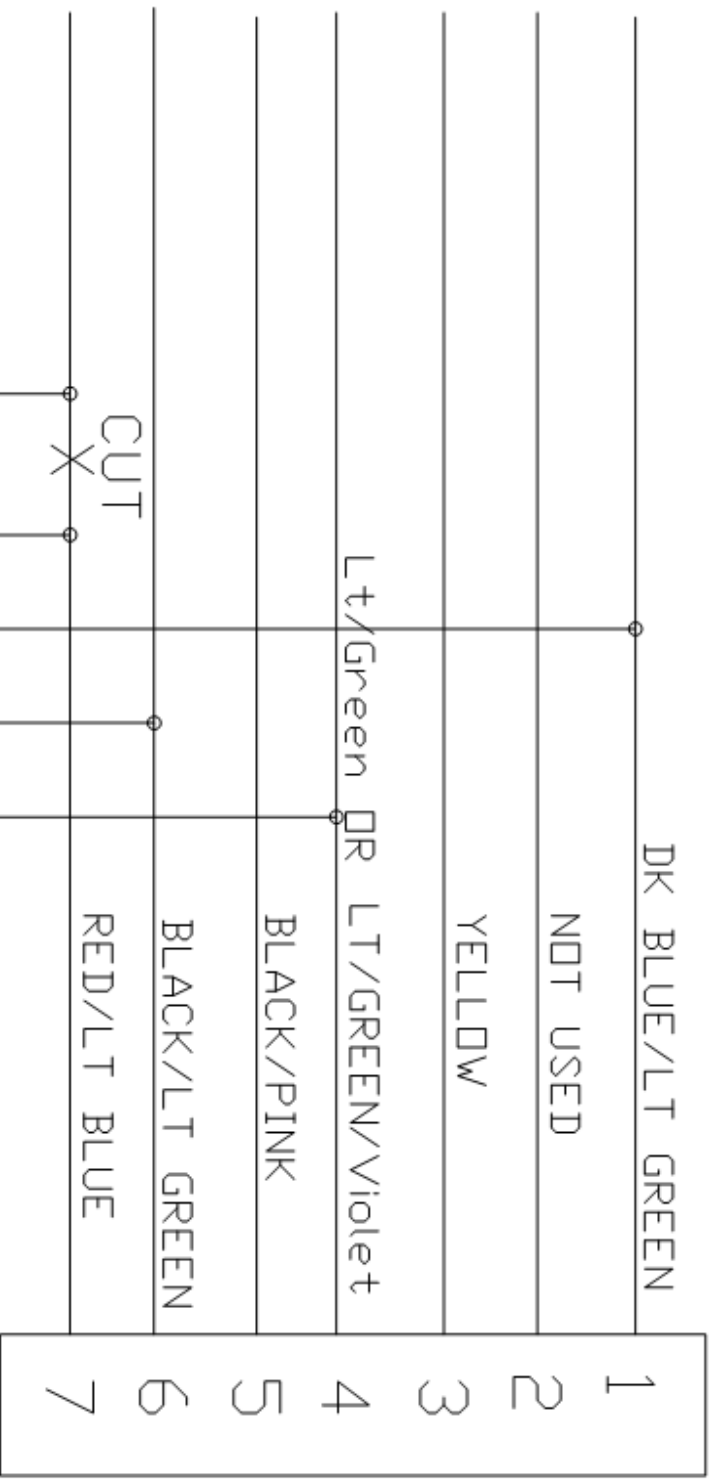 DK BLUE/LT GREEN
1
NOT USED
2
YELLOW
3
Lt/Green OR LT/GREEN/Violet
4
BLACK/PINK
5
BLACK/LT GREEN
6
CUT
RED/LT BLUE
7